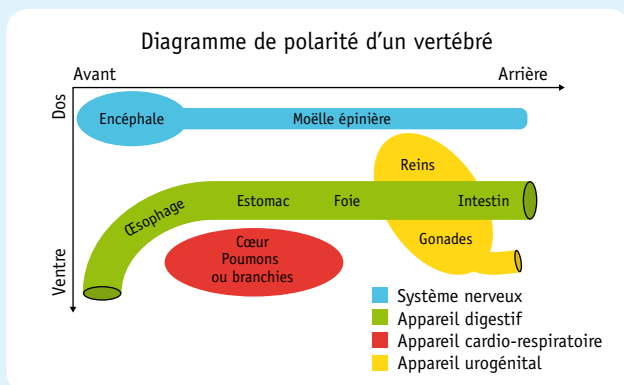 Diagramme de polarité d'un vertébré
Avant
Arrière
Dos
Encéphale
Moëlle épinière
Reins
Œsophage
Estomac
Foie
Intestin
Gonades
Cœur
Poumons
ou branchies
Ventre
Système nerveux
Appareil digestif
Appareil cardio-respiratoire
Appareil urogénital